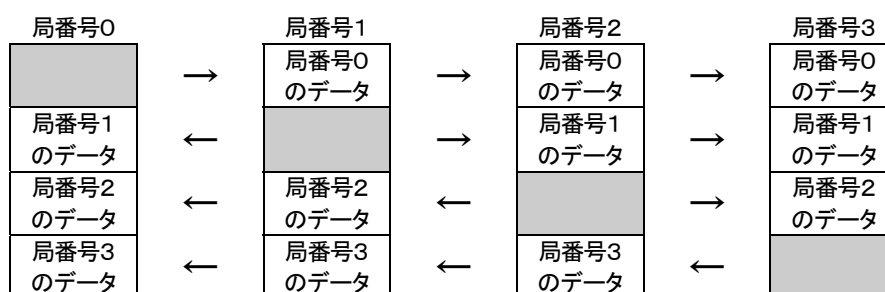 局番号0 局番号1 局番号2 局番号3
→ 局番号0 → 局番号0 → 局番号0
のデータ のデータ のデータ
局番号1 ← → 局番号1 → 局番号1
のデータ のデータ のデータ
局番号2 ← 局番号2 ← → 局番号2
のデータ のデータ のデータ
局番号3 ← 局番号3 ← 局番号3 ←
のデータ のデータ のデータ